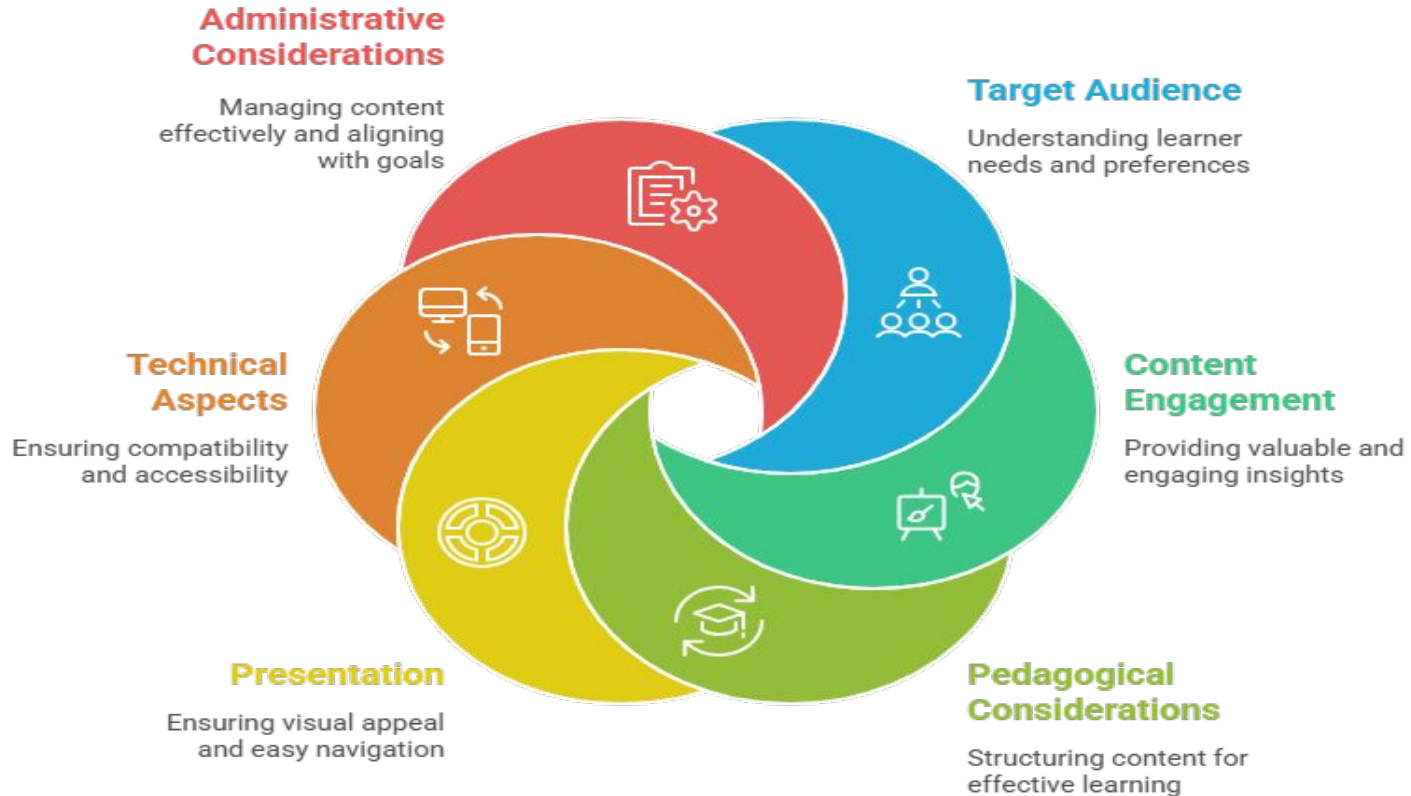 Administrative
Considerations
Managing content
effectively and aligning
with goals
Target Audience
Understanding learner
needs and preferences
Technical
Aspects
Ensuring compatibility
and accessibility
Content
Engagement
Providing valuable and
engaging insights
Presentation
Ensuring visual appeal
and easy navigation
Pedagogical
Considerations
Structuring content for
effective learning